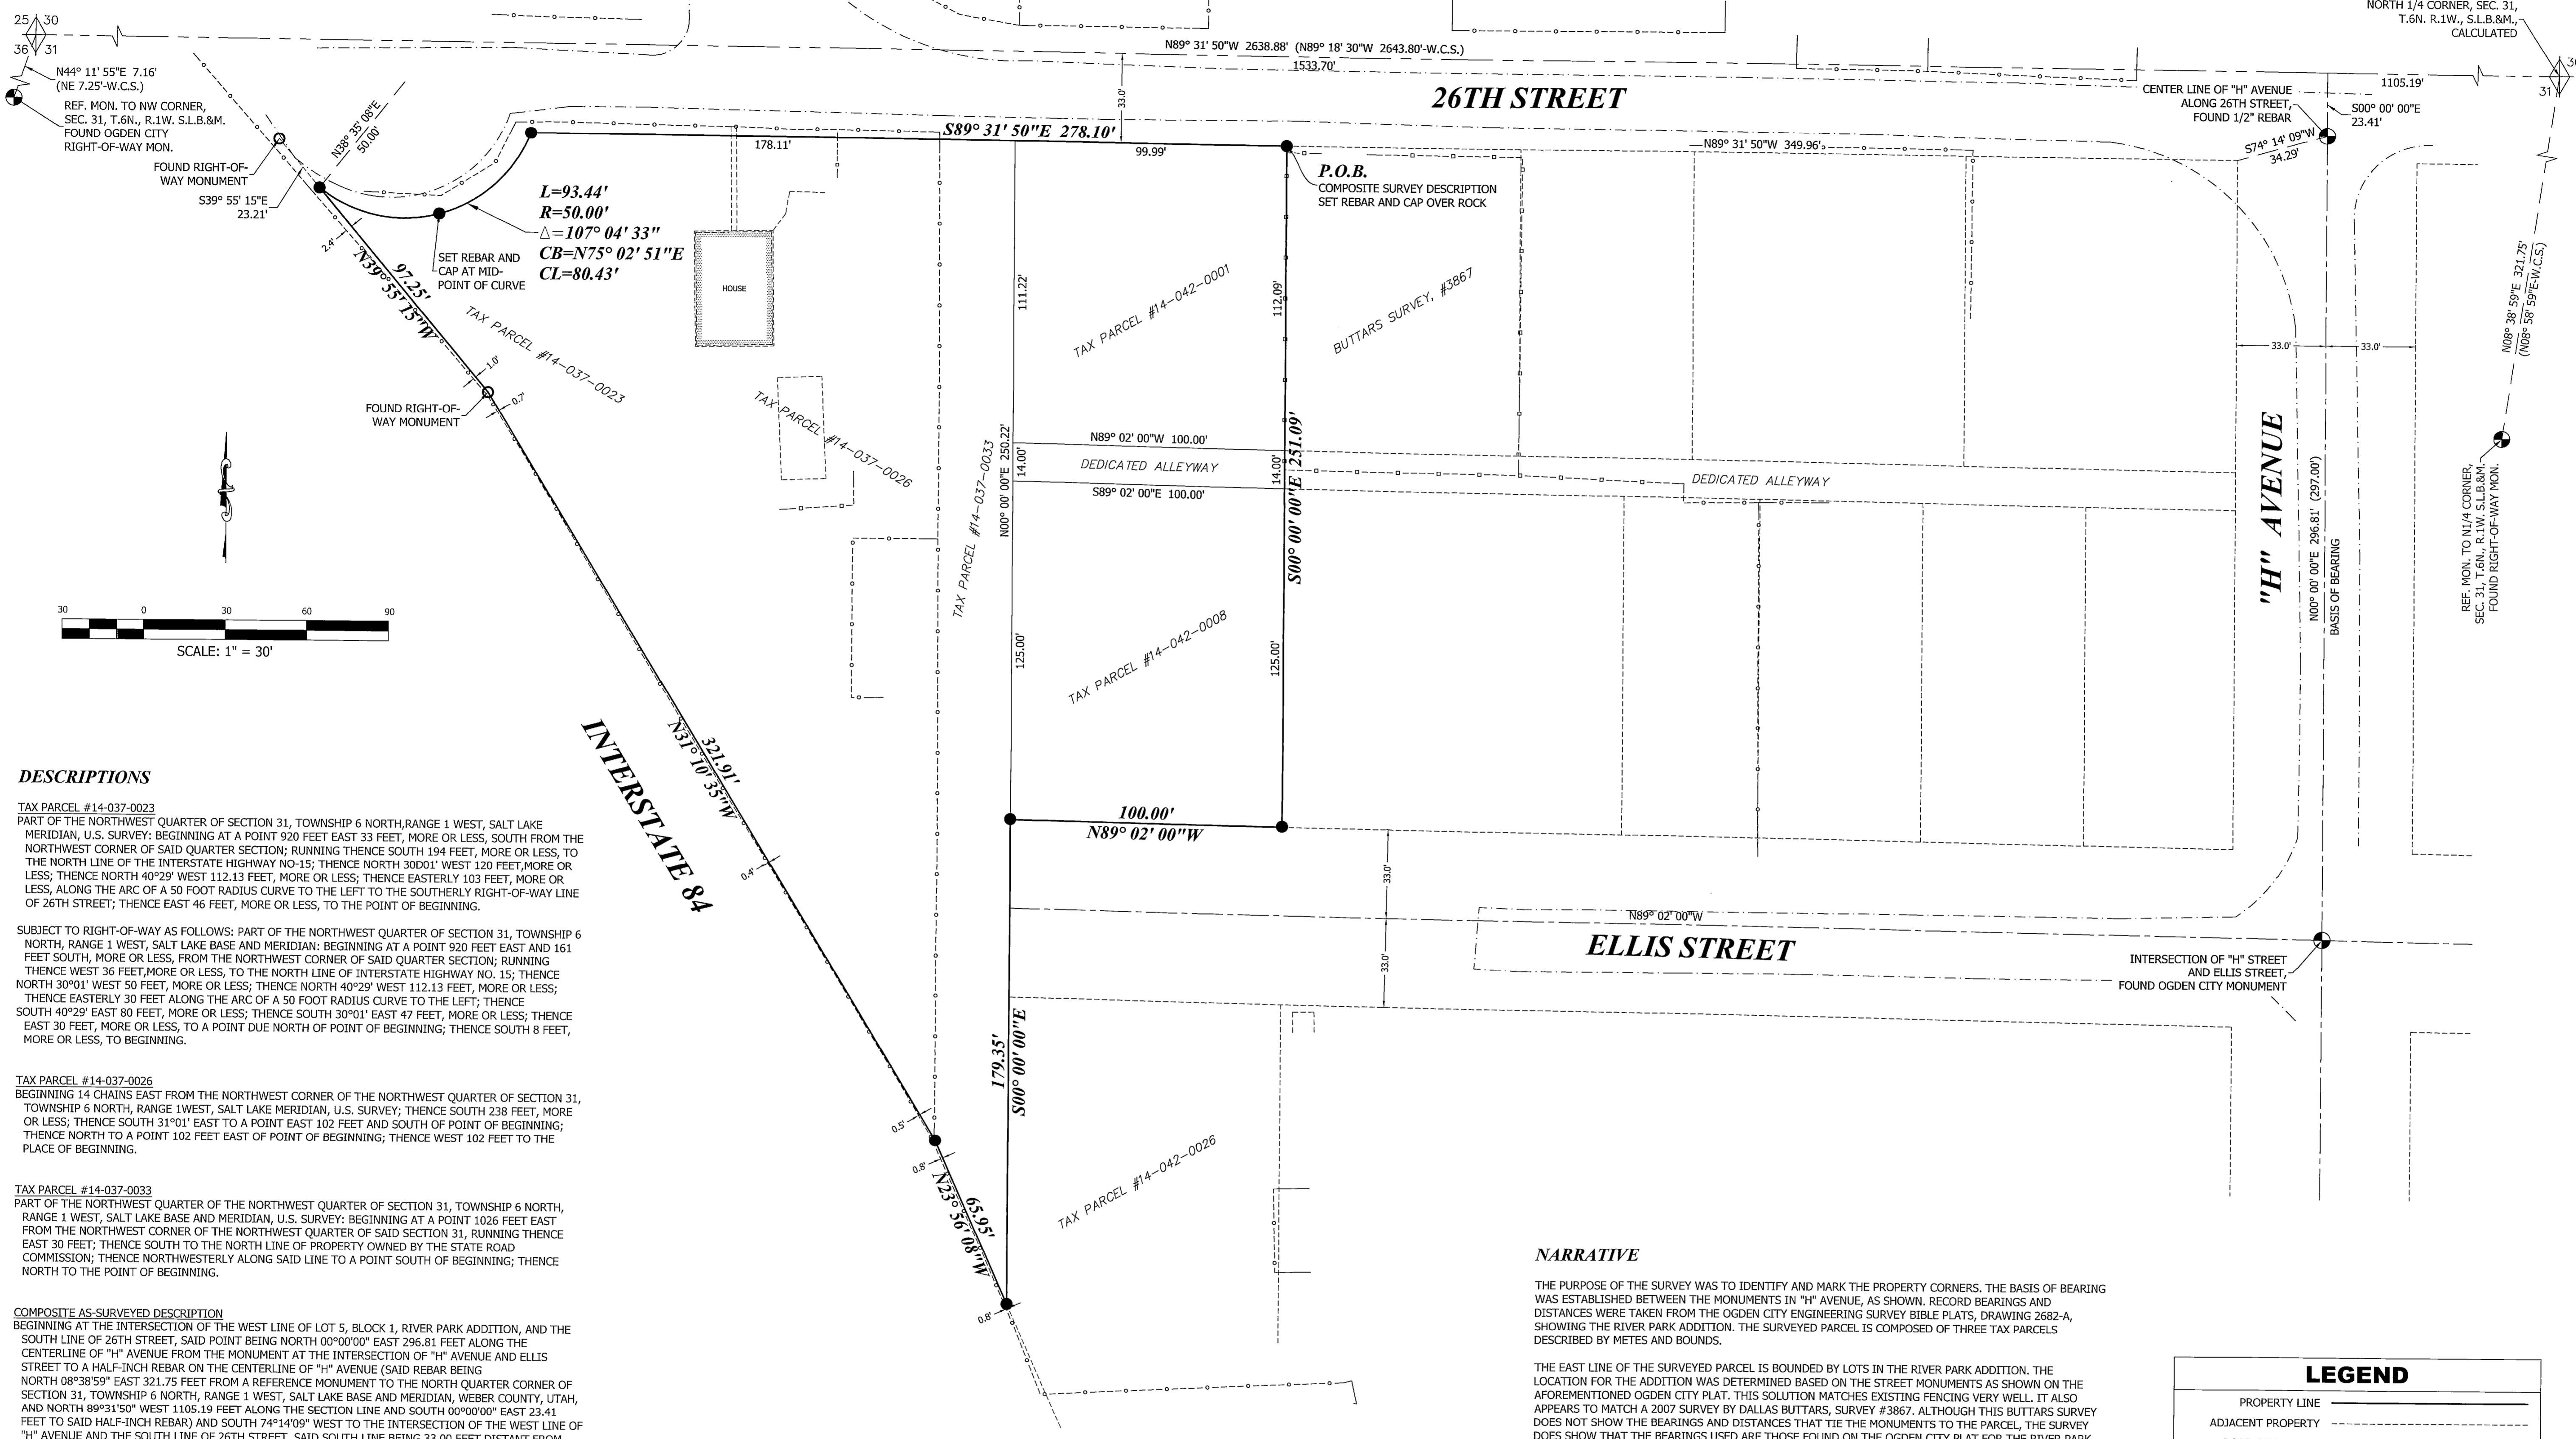 25 30
36 31
N44° 11' 55"E 7.16'
(NE 7.25'-W.C.S.)
REF. MON. TO NW CORNER,
SEC. 31, T.6N., R.1W. S.L.B.&M.
FOUND OGDEN CITY
RIGHT-OF-WAY MON.
FOUND RIGHT-OF-
WAY MONUMENT
S39° 55' 15"E
23.21'
N38° 35' 08"E
50.00'
N89° 31' 50"W 2638.88' (N89° 18' 30"W 2643.80'-W.C.S.)
1533.70'
33.0'
26TH STREET
NORTH 1/4 CORNER, SEC. 31,
T.6N. R.1W., S.L.B.&M.,
CALCULATED
31
1105.19'
CENTER LINE OF "H" AVENUE
ALONG 26TH STREET,
FOUND 1/2" REBAR
S00° 00' 00"E
23.41'
S74° 14' 09"W
34.29'
S89° 31' 50"E 278.10'
178.11'
99.99'
N89° 31' 50"W 349.96'
P.O.B.
COMPOSITE SURVEY DESCRIPTION
SET REBAR AND CAP OVER ROCK
L=93.44'
R=50.00'
△=107° 04' 33"
CB=N75° 02' 51"E
CL=80.43'
SET REBAR AND
CAP AT MID-
POINT OF CURVE
HOUSE
2.4'
97.25'
N39° 55' 15"W
1.0'
0.7'
FOUND RIGHT-OF-
WAY MONUMENT
TAX PARCEL #14-037-0023
TAX PARCEL #14-037-0026
TAX PARCEL #14-037-0033
N00° 00' 00"E 250.22'
111.22'
14.00'
125.00'
TAX PARCEL #14-042-0001
112.09'
BUTTARS SURVEY, #3867
N89° 02' 00"W 100.00'
DEDICATED ALLEYWAY
S89° 02' 00"E 100.00'
14.00'
S00° 00' 00"E 251.09'
DEDICATED ALLEYWAY
TAX PARCEL #14-042-0008
125.00'
33.0'
33.0'
"H" AVENUE
N00° 00' 00"E 296.81' (297.00')
BASIS OF BEARING
N08° 38' 59"E 321.75'
(N08° 58' 59"E-W.C.S.)
REF. MON. TO N1/4 CORNER,
SEC. 31, T.6N., R.1W. S.L.B.&M.
FOUND RIGHT-OF-WAY MON.
30 0 30 60 90
SCALE: 1" = 30'
INTERSTATE 84
321.91'
N31° 10' 35"W
0.4'
100.00'
N89° 02' 00"W
33.0'
33.0'
N89° 02' 00"W
ELLIS STREET
INTERSECTION OF "H" STREET
AND ELLIS STREET,
FOUND OGDEN CITY MONUMENT
179.35'
S00° 00' 00"E
0.5'
0.8'
65.95'
N23° 56' 08"W
0.8'
TAX PARCEL #14-042-0026
DESCRIPTIONS
TAX PARCEL #14-037-0023
PART OF THE NORTHWEST QUARTER OF SECTION 31, TOWNSHIP 6 NORTH,RANGE 1 WEST, SALT LAKE
MERIDIAN, U.S. SURVEY: BEGINNING AT A POINT 920 FEET EAST 33 FEET, MORE OR LESS, SOUTH FROM THE
NORTHWEST CORNER OF SAID QUARTER SECTION; RUNNING THENCE SOUTH 194 FEET, MORE OR LESS, TO
THE NORTH LINE OF THE INTERSTATE HIGHWAY NO-15; THENCE NORTH 30D01' WEST 120 FEET,MORE OR
LESS; THENCE NORTH 40°29' WEST 112.13 FEET, MORE OR LESS; THENCE EASTERLY 103 FEET, MORE OR
LESS, ALONG THE ARC OF A 50 FOOT RADIUS CURVE TO THE LEFT TO THE SOUTHERLY RIGHT-OF-WAY LINE
OF 26TH STREET; THENCE EAST 46 FEET, MORE OR LESS, TO THE POINT OF BEGINNING.
SUBJECT TO RIGHT-OF-WAY AS FOLLOWS: PART OF THE NORTHWEST QUARTER OF SECTION 31, TOWNSHIP 6
NORTH, RANGE 1 WEST, SALT LAKE BASE AND MERIDIAN: BEGINNING AT A POINT 920 FEET EAST AND 161
FEET SOUTH, MORE OR LESS, FROM THE NORTHWEST CORNER OF SAID QUARTER SECTION; RUNNING
THENCE WEST 36 FEET,MORE OR LESS, TO THE NORTH LINE OF INTERSTATE HIGHWAY NO. 15; THENCE
NORTH 30°01' WEST 50 FEET, MORE OR LESS; THENCE NORTH 40°29' WEST 112.13 FEET, MORE OR LESS;
THENCE EASTERLY 30 FEET ALONG THE ARC OF A 50 FOOT RADIUS CURVE TO THE LEFT; THENCE
SOUTH 40°29' EAST 80 FEET, MORE OR LESS; THENCE SOUTH 30°01' EAST 47 FEET, MORE OR LESS; THENCE
EAST 30 FEET, MORE OR LESS, TO A POINT DUE NORTH OF POINT OF BEGINNING; THENCE SOUTH 8 FEET,
MORE OR LESS, TO BEGINNING.
TAX PARCEL #14-037-0026
BEGINNING 14 CHAINS EAST FROM THE NORTHWEST CORNER OF THE NORTHWEST QUARTER OF SECTION 31,
TOWNSHIP 6 NORTH, RANGE 1WEST, SALT LAKE MERIDIAN, U.S. SURVEY; THENCE SOUTH 238 FEET, MORE
OR LESS; THENCE SOUTH 31°01' EAST TO A POINT EAST 102 FEET AND SOUTH OF POINT OF BEGINNING;
THENCE NORTH TO A POINT 102 FEET EAST OF POINT OF BEGINNING; THENCE WEST 102 FEET TO THE
PLACE OF BEGINNING.
TAX PARCEL #14-037-0033
PART OF THE NORTHWEST QUARTER OF THE NORTHWEST QUARTER OF SECTION 31, TOWNSHIP 6 NORTH,
RANGE 1 WEST, SALT LAKE BASE AND MERIDIAN, U.S. SURVEY: BEGINNING AT A POINT 1026 FEET EAST
FROM THE NORTHWEST CORNER OF THE NORTHWEST QUARTER OF SAID SECTION 31, RUNNING THENCE
EAST 30 FEET; THENCE SOUTH TO THE NORTH LINE OF PROPERTY OWNED BY THE STATE ROAD
COMMISSION; THENCE NORTHWESTERLY ALONG SAID LINE TO A POINT SOUTH OF BEGINNING; THENCE
NORTH TO THE POINT OF BEGINNING.
COMPOSITE AS-SURVEYED DESCRIPTION
BEGINNING AT THE INTERSECTION OF THE WEST LINE OF LOT 5, BLOCK 1, RIVER PARK ADDITION, AND THE
SOUTH LINE OF 26TH STREET, SAID POINT BEING NORTH 00°00'00" EAST 296.81 FEET ALONG THE
CENTERLINE OF "H" AVENUE FROM THE MONUMENT AT THE INTERSECTION OF "H" AVENUE AND ELLIS
STREET TO A HALF-INCH REBAR ON THE CENTERLINE OF "H" AVENUE (SAID REBAR BEING
NORTH 08°38'59" EAST 321.75 FEET FROM A REFERENCE MONUMENT TO THE NORTH QUARTER CORNER OF
SECTION 31, TOWNSHIP 6 NORTH, RANGE 1 WEST, SALT LAKE BASE AND MERIDIAN, WEBER COUNTY, UTAH,
AND NORTH 89°31'50" WEST 1105.19 FEET ALONG THE SECTION LINE AND SOUTH 00°00'00" EAST 23.41
FEET TO SAID HALF-INCH REBAR) AND SOUTH 74°14'09" WEST TO THE INTERSECTION OF THE WEST LINE OF
"H" AVENUE AND THE SOUTH LINE OF 26TH STREET, SAID SOUTH LINE BEING 33.00 FEET DISTANT FROM
NARRATIVE
THE PURPOSE OF THE SURVEY WAS TO IDENTIFY AND MARK THE PROPERTY CORNERS. THE BASIS OF BEARING
WAS ESTABLISHED BETWEEN THE MONUMENTS IN "H" AVENUE, AS SHOWN. RECORD BEARINGS AND
DISTANCES WERE TAKEN FROM THE OGDEN CITY ENGINEERING SURVEY BIBLE PLATS, DRAWING 2682-A,
SHOWING THE RIVER PARK ADDITION. THE SURVEYED PARCEL IS COMPOSED OF THREE TAX PARCELS
DESCRIBED BY METES AND BOUNDS.
THE EAST LINE OF THE SURVEYED PARCEL IS BOUNDED BY LOTS IN THE RIVER PARK ADDITION. THE
LOCATION FOR THE ADDITION WAS DETERMINED BASED ON THE STREET MONUMENTS AS SHOWN ON THE
AFOREMENTIONED OGDEN CITY PLAT. THIS SOLUTION MATCHES EXISTING FENCING VERY WELL. IT ALSO
APPEARS TO MATCH A 2007 SURVEY BY DALLAS BUTTARS, SURVEY #3867. ALTHOUGH THIS BUTTARS SURVEY
DOES NOT SHOW THE BEARINGS AND DISTANCES THAT TIE THE MONUMENTS TO THE PARCEL, THE SURVEY
DOES SHOW THAT THE BEARINGS USED ARE THOSE FOUND ON THE OGDEN CITY PLAT FOR THE RIVER PARK
LEGEND
PROPERTY LINE
ADJACENT PROPERTY